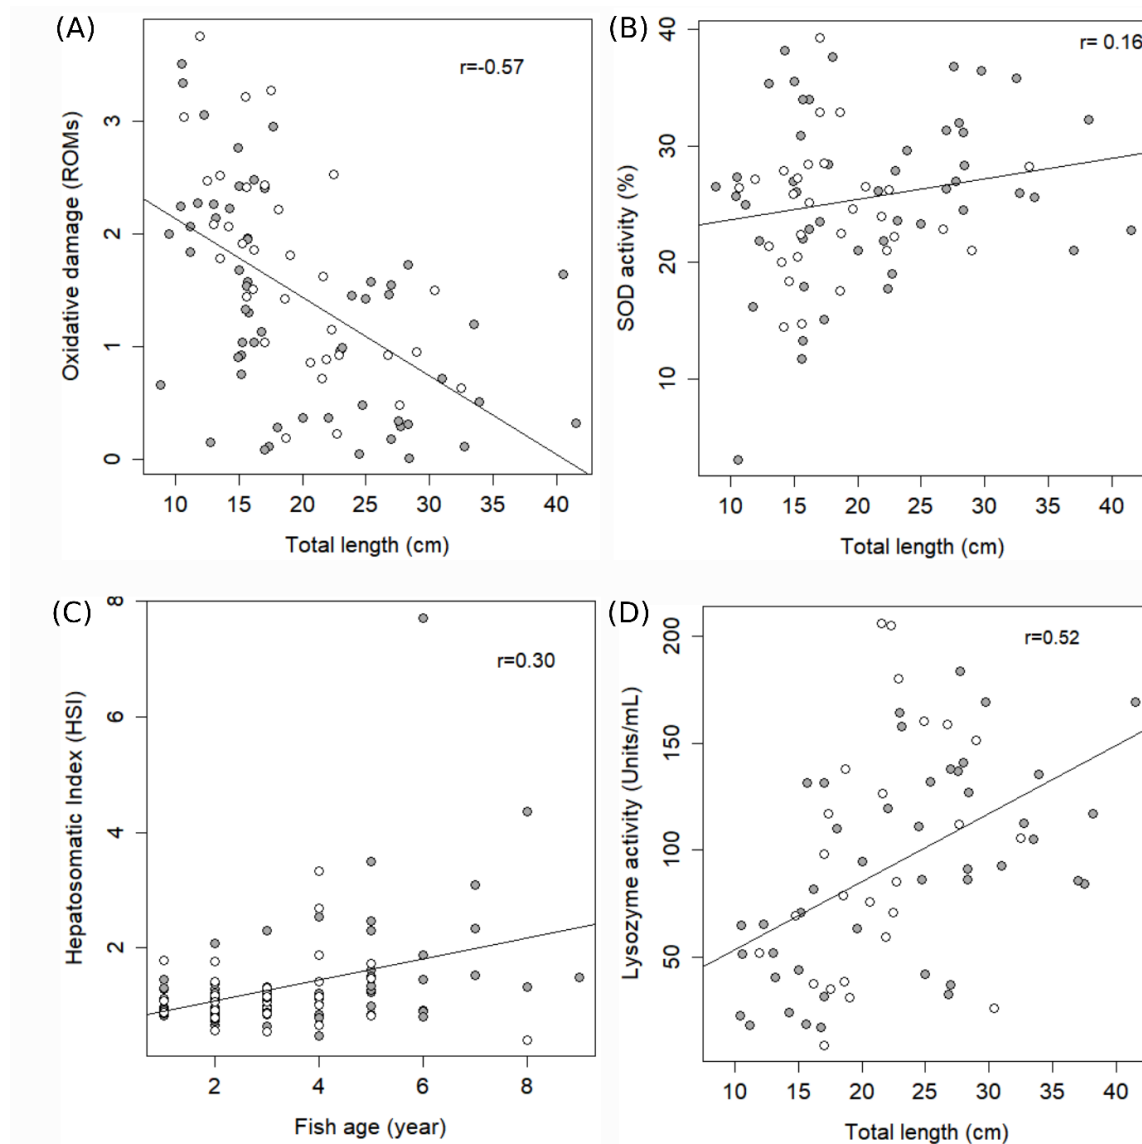 (A)
r=-0.57
Oxidative damage (ROMs)
3
2
1
0
10 15 20 25 30 35 40
Total length (cm)
(B)
r= 0.16
SOD activity (%)
40
30
20
10
10 15 20 25 30 35 40
Total length (cm)
(C)
r=0.30
Hepatosomatic Index (HSI)
8
6
4
2
2 4 6 8
Fish age (year)
(D)
r=0.52
Lysozyme activity (Units/mL)
200
150
100
50
10 15 20 25 30 35 40
Total length (cm)